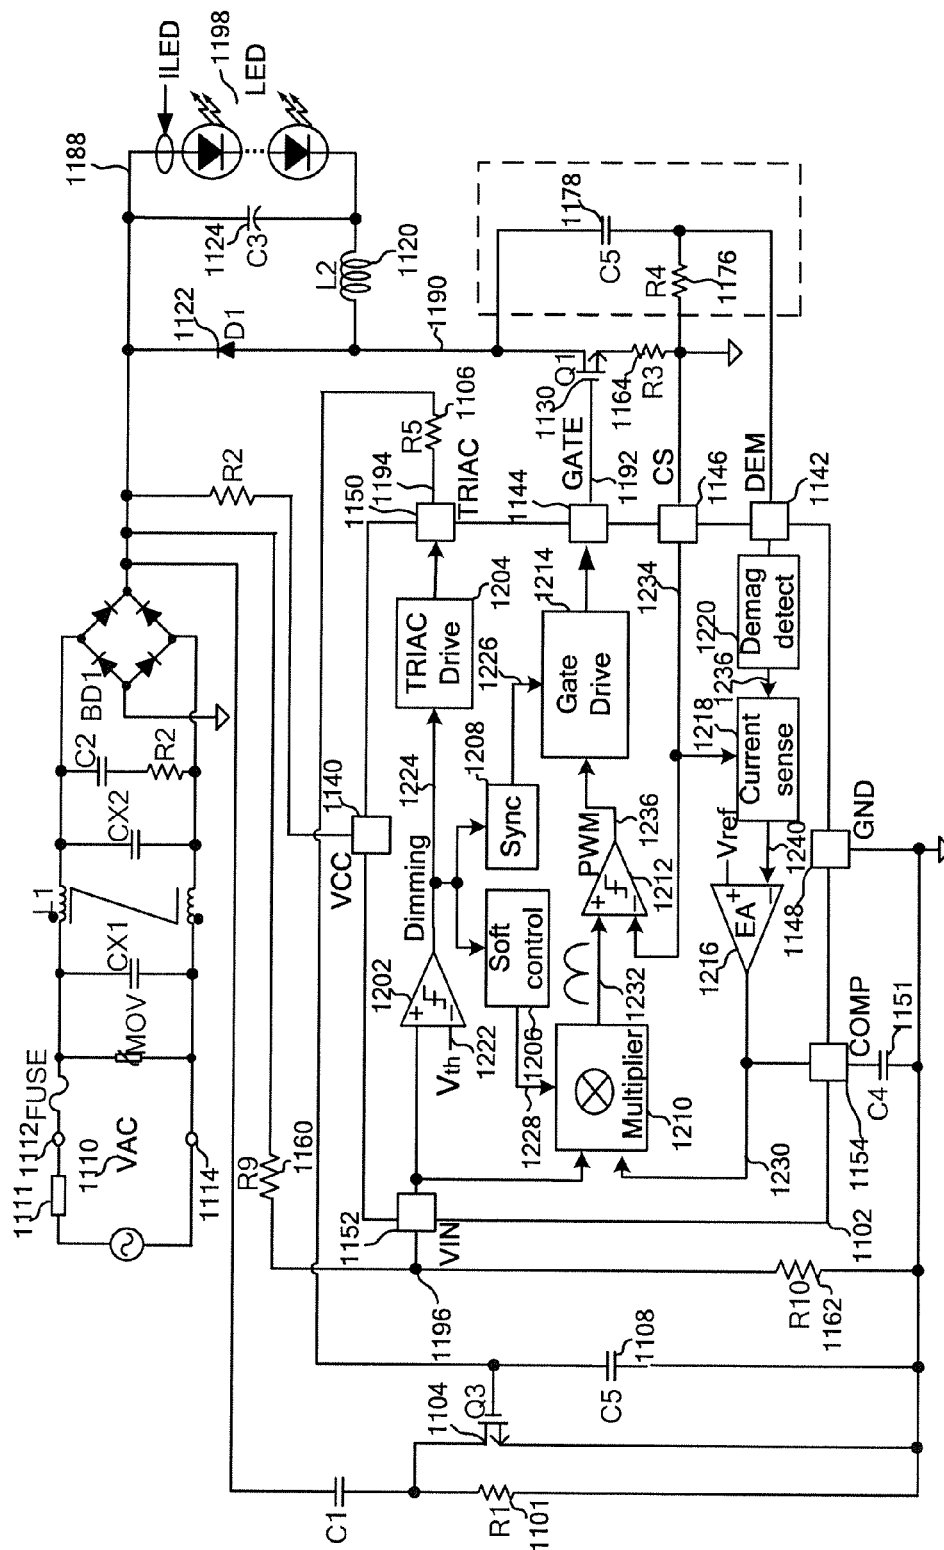 1111
1112
FUSE
1110
VAC
1114
MOV
CX1
L1
CX2
C2
R2
BD1
1188
ILED
1198
LED
1124
C3
1122
D1
L2
1120
1190
R2
R9
1160
1178
C5
R4
1176
1106
R5
1194
1150
TRIAC
1130
Q1
1164
R3
1144
GATE
1192
CS
1146
DEM
1142
1140
VCC
1204
TRIAC
Drive
1224
Dimming
1226
1208
Sync
1214
Gate
Drive
1234
1220
Demag
detect
1236
1218
Current
sense
1202
+
−
Vth
1222
Soft
control
1206
1228
PWM
1236
+
−
1212
1232
Multiplier
1210
Vref
1240
EA
+
−
1216
1148
GND
1152
VIN
1196
1230
COMP
1154
1151
C4
1102
R10
1162
1108
C5
1104
Q3
C1
R1
1101